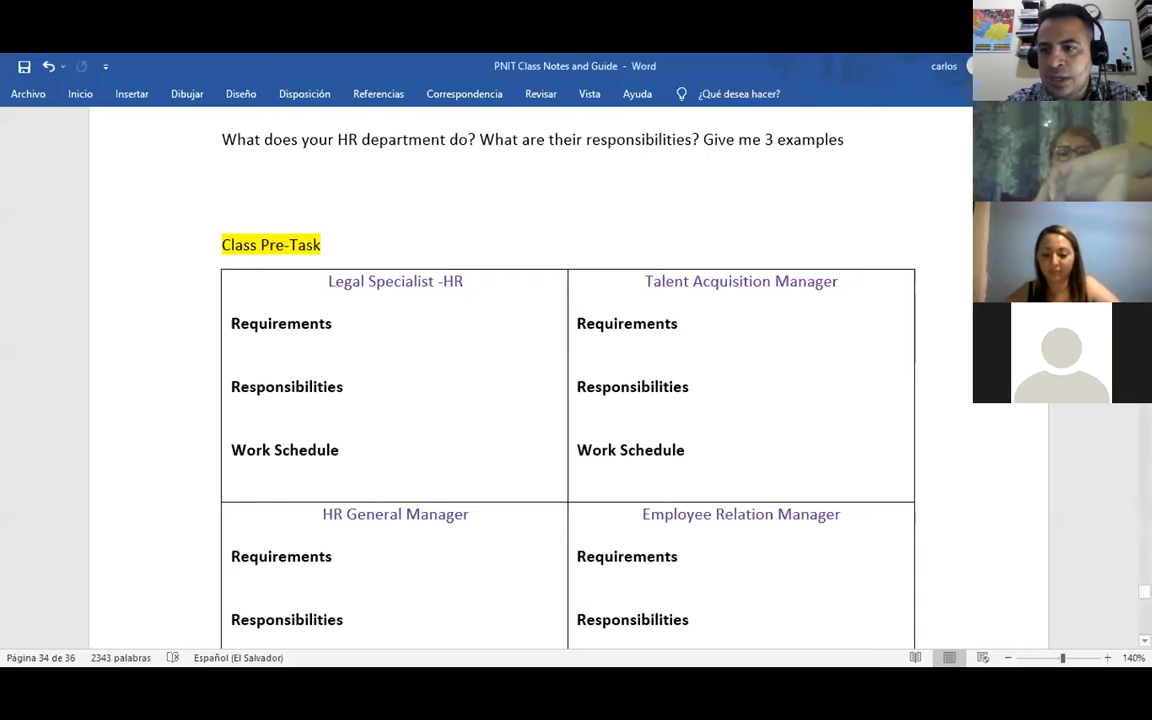 PNIT Class Notes and Guide - Word
carlos
Archivo Inicio Insertar Dibujar Diseño Disposición Referencias Correspondencia Revisar Vista Ayuda ¿Qué desea hacer?
What does your HR department do? What are their responsibilities? Give me 3 examples
Class Pre-Task
Legal Specialist -HR
Requirements
Responsibilities
Work Schedule
Talent Acquisition Manager
Requirements
Responsibilities
Work Schedule
HR General Manager
Requirements
Responsibilities
Employee Relation Manager
Requirements
Responsibilities
Página 34 de 36 2343 palabras Español (El Salvador) 140%